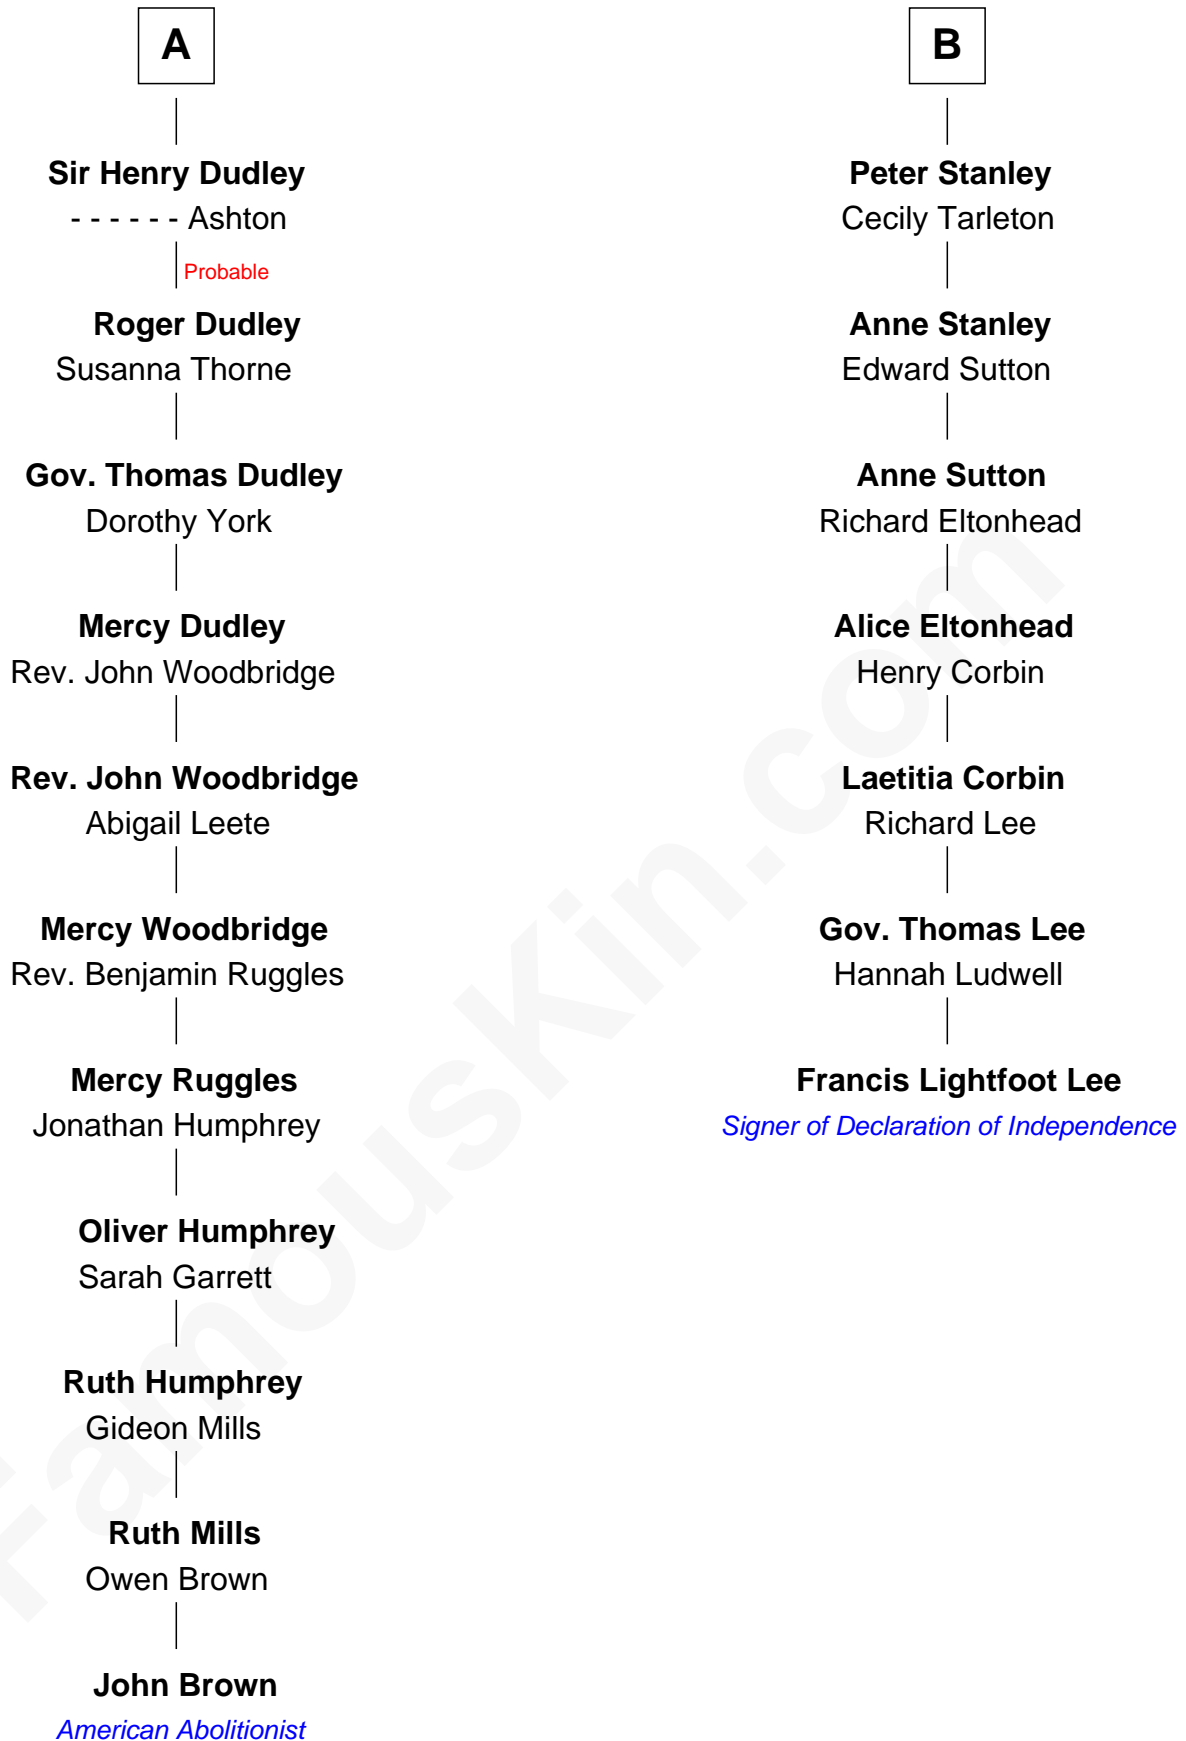 A
Sir Henry Dudley
- - - - - - Ashton
Probable
Roger Dudley
Susanna Thorne
Gov. Thomas Dudley
Dorothy York
Mercy Dudley
Rev. John Woodbridge
Rev. John Woodbridge
Abigail Leete
Mercy Woodbridge
Rev. Benjamin Ruggles
Mercy Ruggles
Jonathan Humphrey
Oliver Humphrey
Sarah Garrett
Ruth Humphrey
Gideon Mills
Ruth Mills
Owen Brown
John Brown
American Abolitionist
B
Peter Stanley
Cecily Tarleton
Anne Stanley
Edward Sutton
Anne Sutton
Richard Eltonhead
Alice Eltonhead
Henry Corbin
Laetitia Corbin
Richard Lee
Gov. Thomas Lee
Hannah Ludwell
Francis Lightfoot Lee
Signer of Declaration of Independence
FamousKin.com